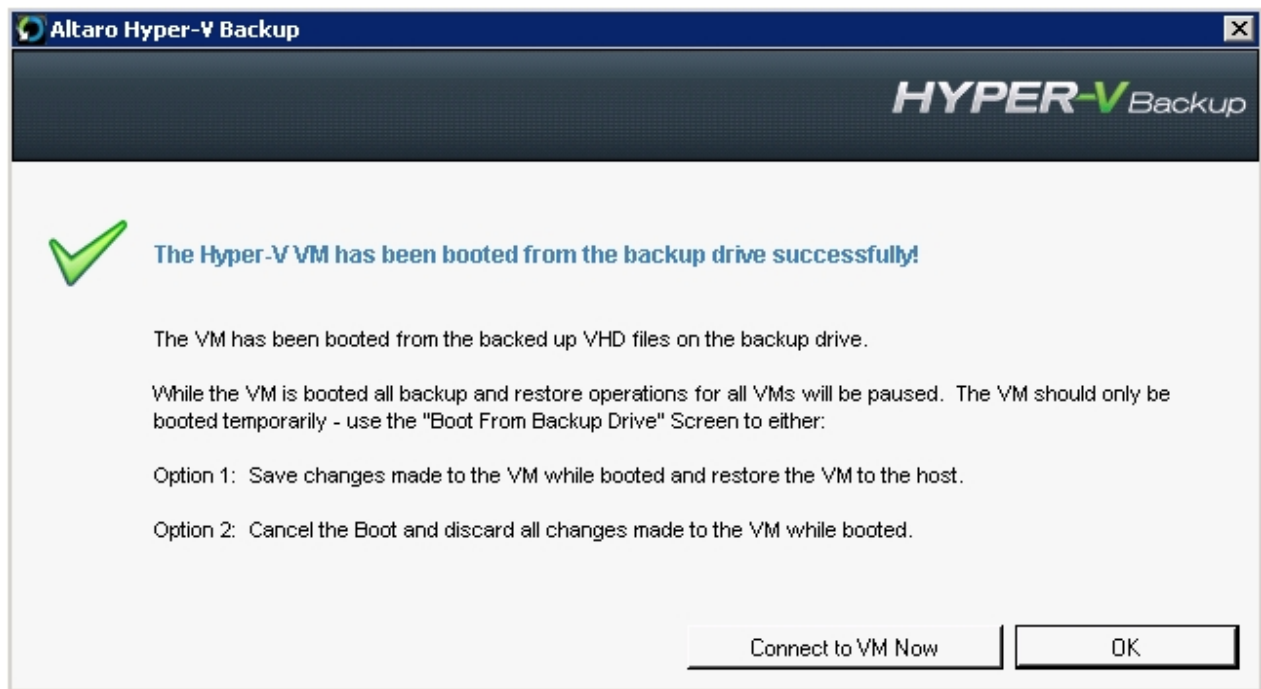 Altaro Hyper-V Backup
HYPER-V Backup
The Hyper-V VM has been booted from the backup drive successfully!
The VM has been booted from the backed up VHD files on the backup drive.
While the VM is booted all backup and restore operations for all VMs will be paused.  The VM should only be
booted temporarily - use the "Boot From Backup Drive" Screen to either:
Option 1:  Save changes made to the VM while booted and restore the VM to the host.
Option 2:  Cancel the Boot and discard all changes made to the VM while booted.
Connect to VM Now
OK